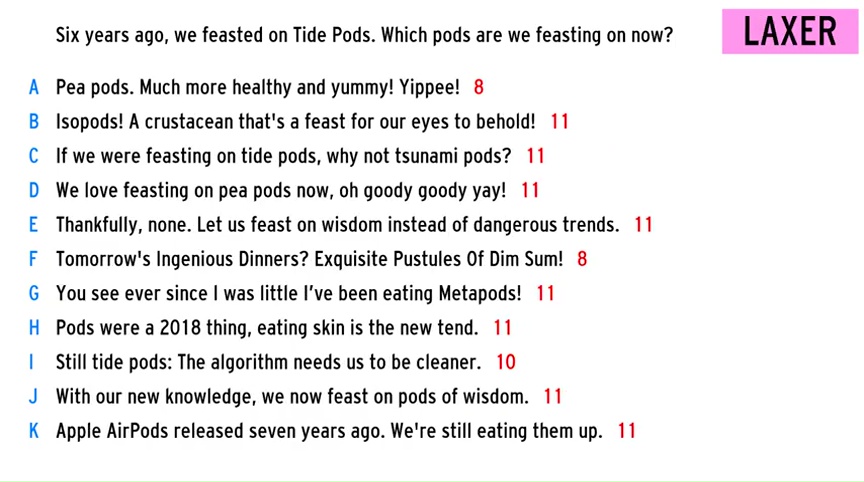 Six years ago, we feasted on Tide Pods. Which pods are we feasting on now?
LAXER
A Pea pods. Much more healthy and yummy! Yippee! 8
B Isopods! A crustacean that's a feast for our eyes to behold! 11
C If we were feasting on tide pods, why not tsunami pods? 11
D We love feasting on pea pods now, oh goody goody yay! 11
E Thankfully, none. Let us feast on wisdom instead of dangerous trends. 11
F Tomorrow's Ingenious Dinners? Exquisite Pustules Of Dim Sum! 8
G You see ever since I was little I've been eating Metapods! 11
H Pods were a 2018 thing, eating skin is the new tend. 11
I Still tide pods: The algorithm needs us to be cleaner. 10
J With our new knowledge, we now feast on pods of wisdom. 11
K Apple AirPods released seven years ago. We're still eating them up. 11